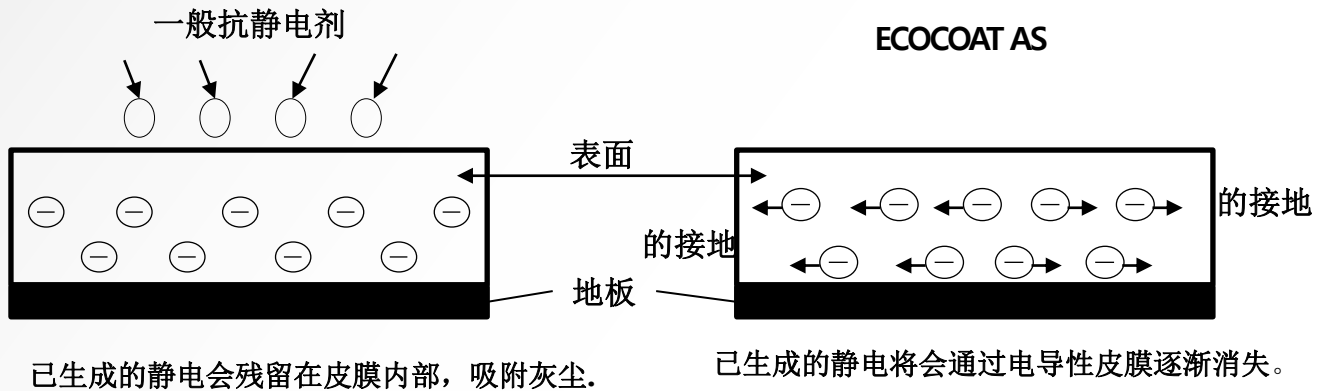 一般抗静电剂
ECOCOAT AS
表面
的接地
的接地
地板
已生成的静电会残留在皮膜内部，吸附灰尘.
已生成的静电将会通过电导性皮膜逐渐消失。